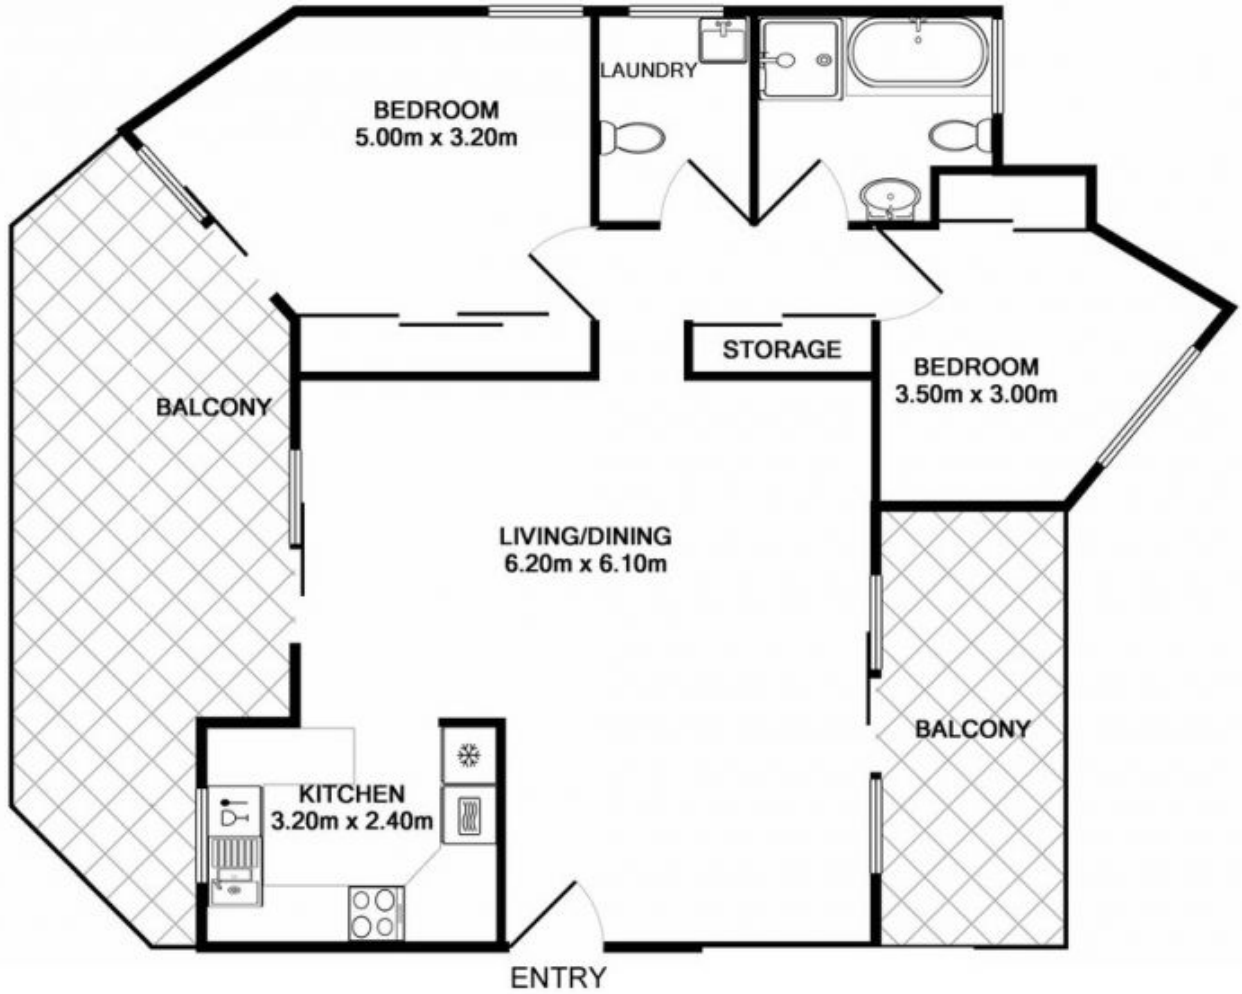 LAUNDRY
BEDROOM
5.00m x 3.20m
STORAGE
BEDROOM
3.50m x 3.00m
BALCONY
LIVING/DINING
6.20m x 6.10m
BALCONY
KITCHEN
3.20m x 2.40m
ENTRY